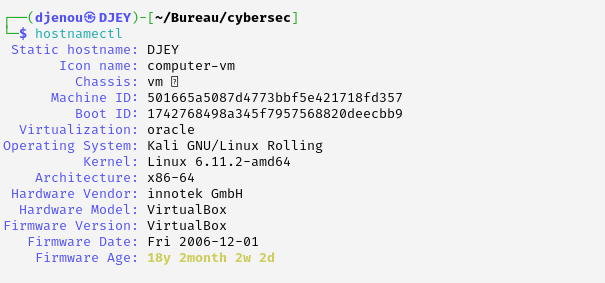 ┌──(djenou㉿DJEY)-[~/Bureau/cybersec]
└─$ hostnamectl
Static hostname: DJEY
Icon name: computer-vm
Chassis: vm
Machine ID: 501665a5087d4773bbf5e421718fd357
Boot ID: 1742768498a345f7957568820deecbb9
Virtualization: oracle
Operating System: Kali GNU/Linux Rolling
Kernel: Linux 6.11.2-amd64
Architecture: x86-64
Hardware Vendor: innotek GmbH
Hardware Model: VirtualBox
Firmware Version: VirtualBox
Firmware Date: Fri 2006-12-01
Firmware Age: 18y 2month 2w 2d